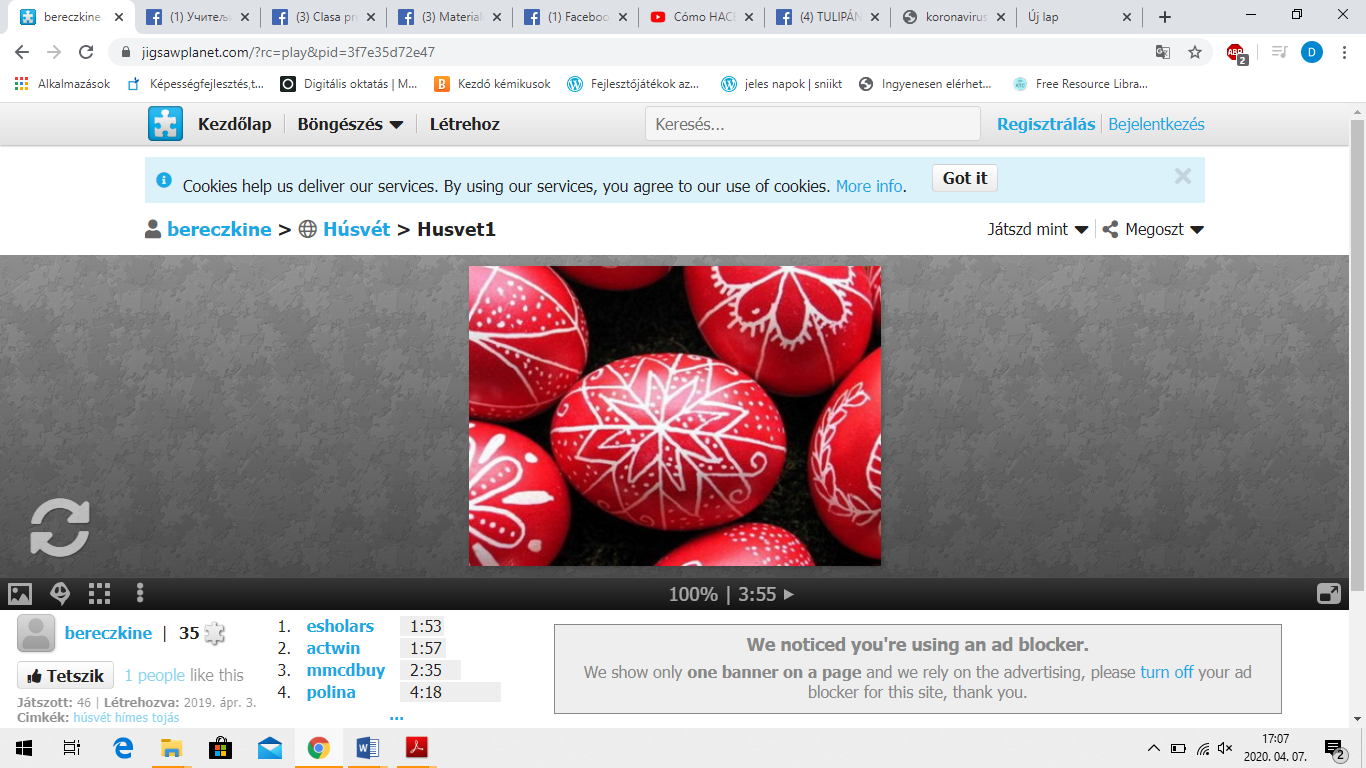 bereczkine
(1) Учитељи
(3) Clasa pr
(3) Material
(1) Faceboo
Cómo HACE
(4) TULIPÁN
koronavirus
Új lap
jigsawplanet.com/?rc=play&pid=3f7e35d72e47
ABP
2
D
Alkalmazások
Képességfejlesztés,t...
Digitális oktatás | M...
Kezdő kémikusok
Fejlesztőjátékok az...
jeles napok | sniikt
Ingyenesen elérhet...
Free Resource Libra...
Kezdőlap
Böngészés
Létrehoz
Keresés...
Regisztrálás
Bejelentkezés
Cookies help us deliver our services. By using our services, you agree to our use of cookies. More info.
Got it
bereczkine > Húsvét > Husvet1
Játszd mint
Megoszt
100% | 3:55
bereczkine | 35
Tetszik
1 people like this
Játszott: 46 | Létrehozva: 2019. ápr. 3.
Cimkék: húsvét hímes tojás
1. esholars 1:53
2. actwin 1:57
3. mmcdbuy 2:35
4. polina 4:18
...
We noticed you're using an ad blocker.
We show only one banner on a page and we rely on the advertising, please turn off your ad
blocker for this site, thank you.
17:07
2020. 04. 07.
2